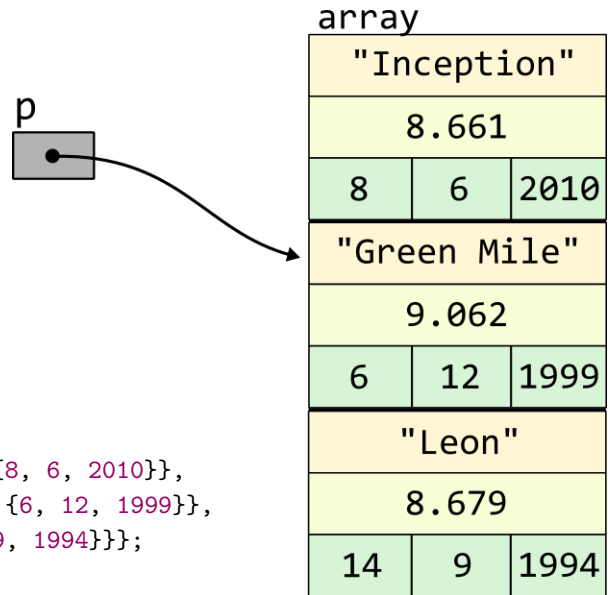 array
"Inception"
p
8.661
8 6 2010
"Green Mile"
9.062
6 12 1999
"Leon"
8.679
14 9 1994
8, 6, 2010}},
{6, 12, 1999}},
, 1994}}};